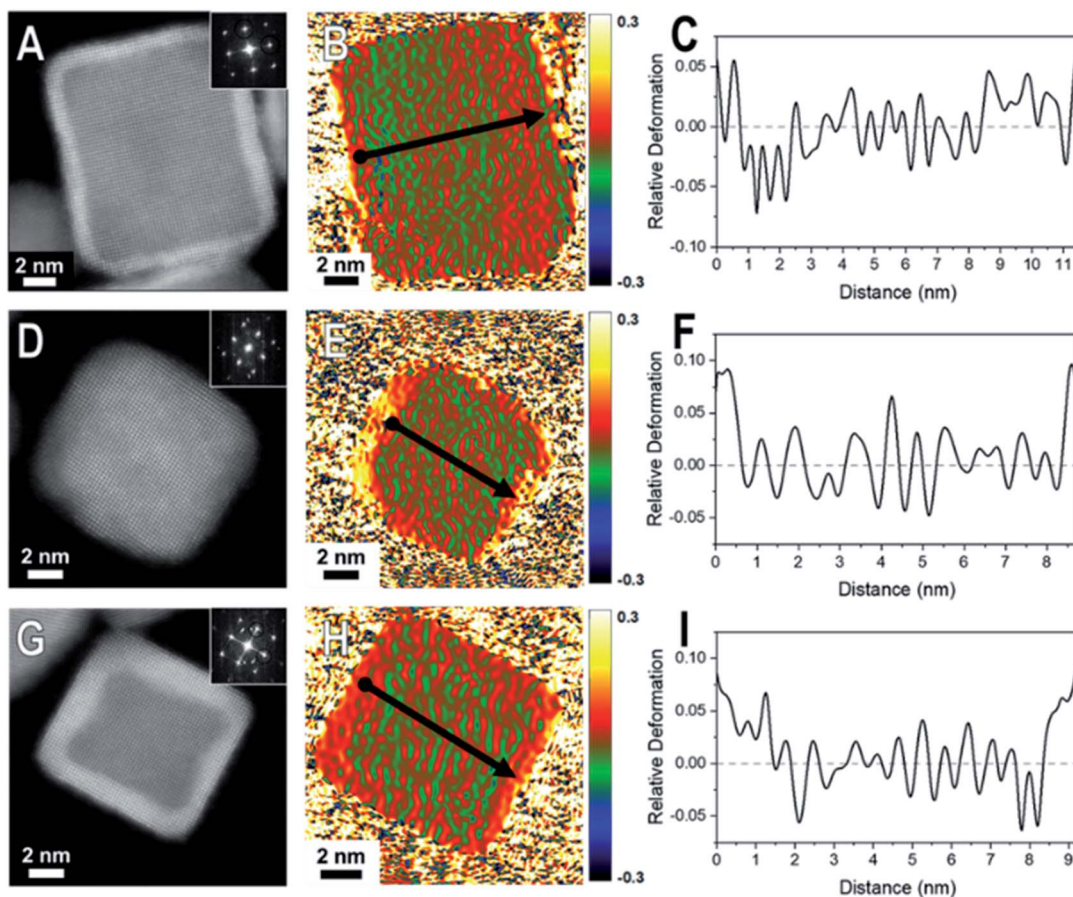 A
2 nm
B
2 nm
0.3
-0.3
C
Relative Deformation
0.05
0.00
-0.05
-0.10
0 1 2 3 4 5 6 7 8 9 10 11
Distance (nm)
D
2 nm
E
2 nm
0.3
-0.3
F
Relative Deformation
0.10
0.05
0.00
-0.05
0 1 2 3 4 5 6 7 8
Distance (nm)
G
2 nm
H
2 nm
0.3
-0.3
I
Relative Deformation
0.10
0.05
0.00
-0.05
0 1 2 3 4 5 6 7 8 9
Distance (nm)